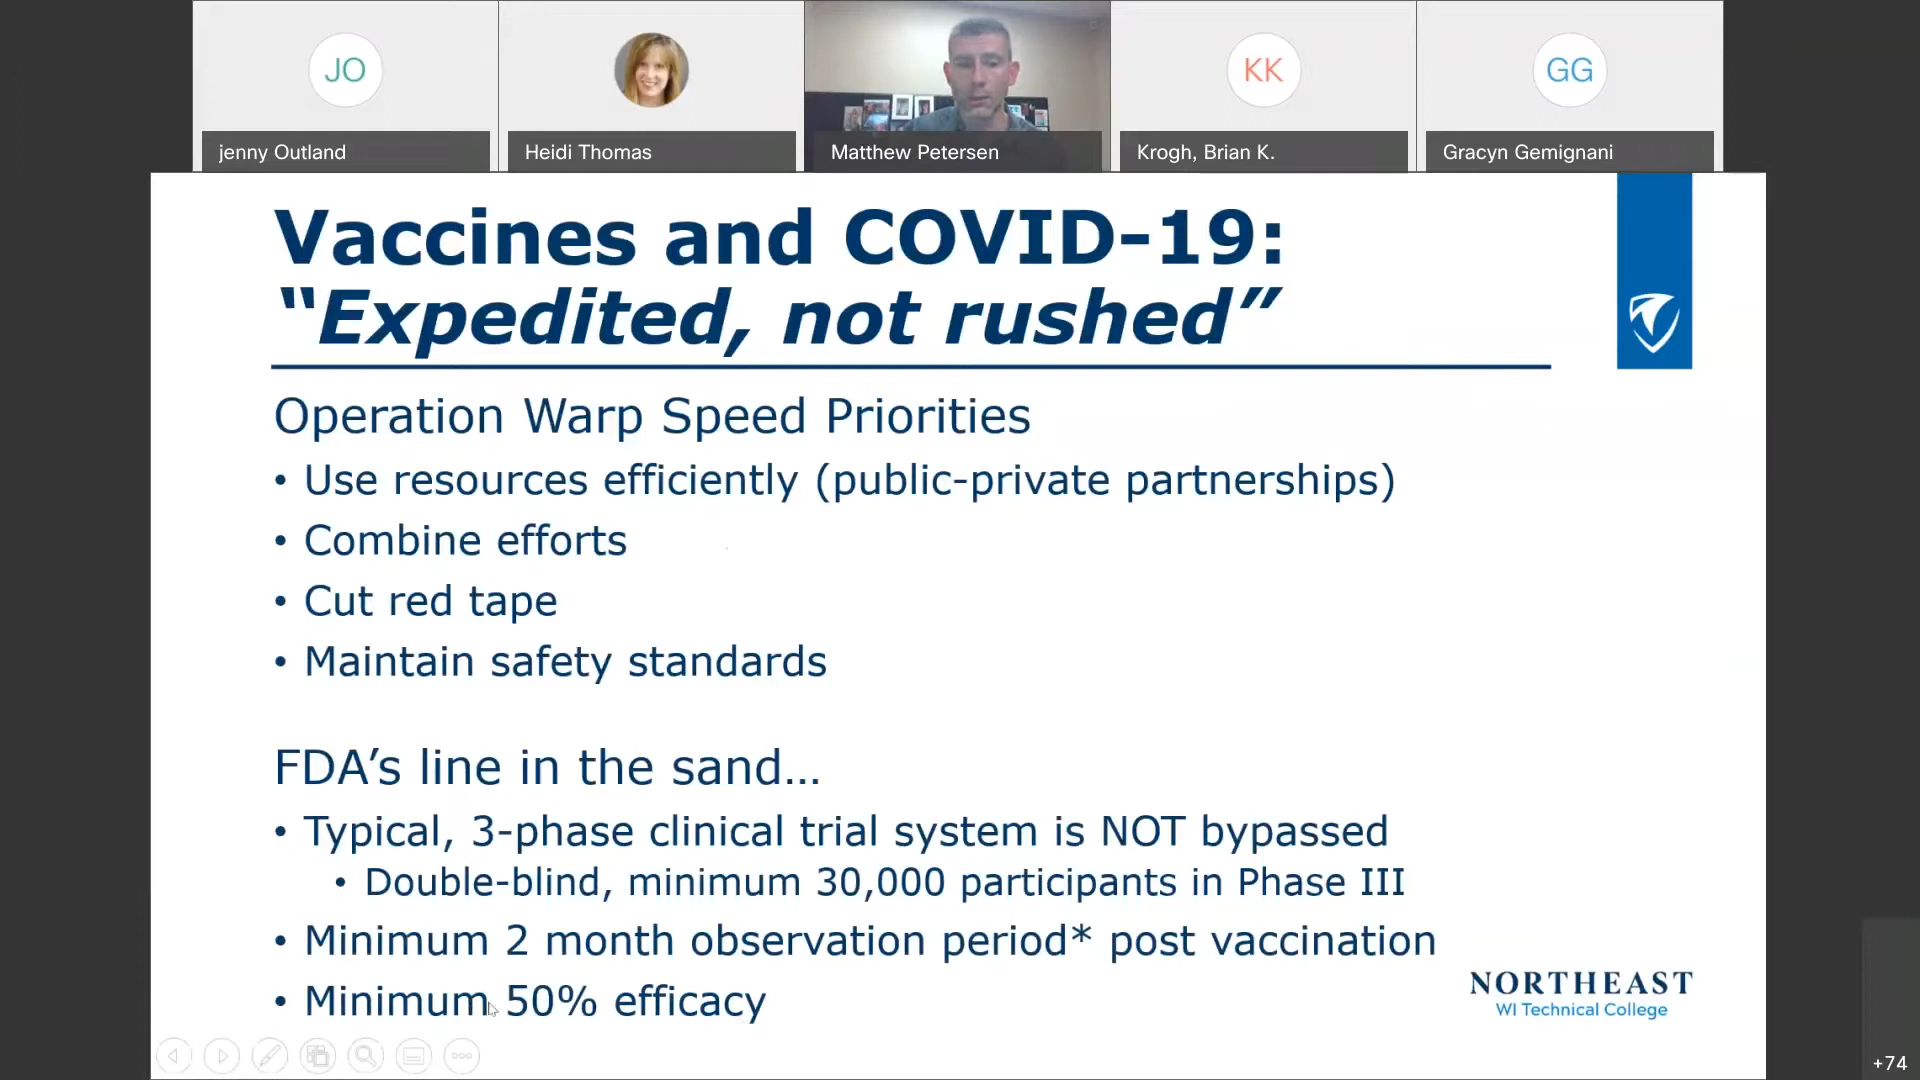 JO
KK
GG
jenny Outland
Heidi Thomas
Matthew Petersen
Krogh, Brian K.
Gracyn Gemignani
Vaccines and COVID-19:
“Expedited, not rushed”
Operation Warp Speed Priorities
• Use resources efficiently (public-private partnerships)
• Combine efforts
• Cut red tape
• Maintain safety standards
FDA’s line in the sand…
• Typical, 3-phase clinical trial system is NOT bypassed
• Double-blind, minimum 30,000 participants in Phase III
• Minimum 2 month observation period* post vaccination
• Minimum 50% efficacy
NORTHEAST
WI Technical College
+74